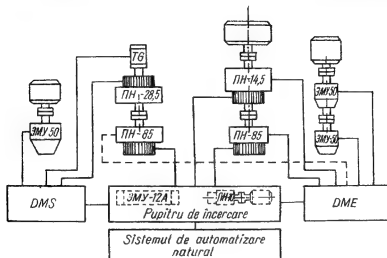 TG
ПН-14,5
ПН-28,5
ЭМУ 50
ЭМУ 50
ЭМУ-50
ПН-85
ПН-85
DMS
ЭМУ-12А
Pupitru de încercare
DME
Sistemul de automatizare
natural